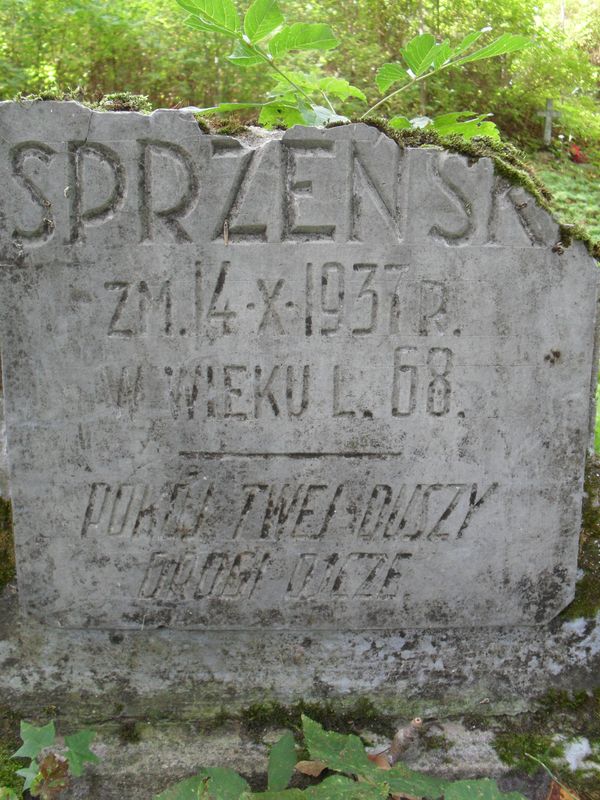 SPRZEŃSK
ZM. 14·X·1937 R.
W WIEKU L. 68.
POKÓJ TWEJ DUSZY
DROGI OJCZE